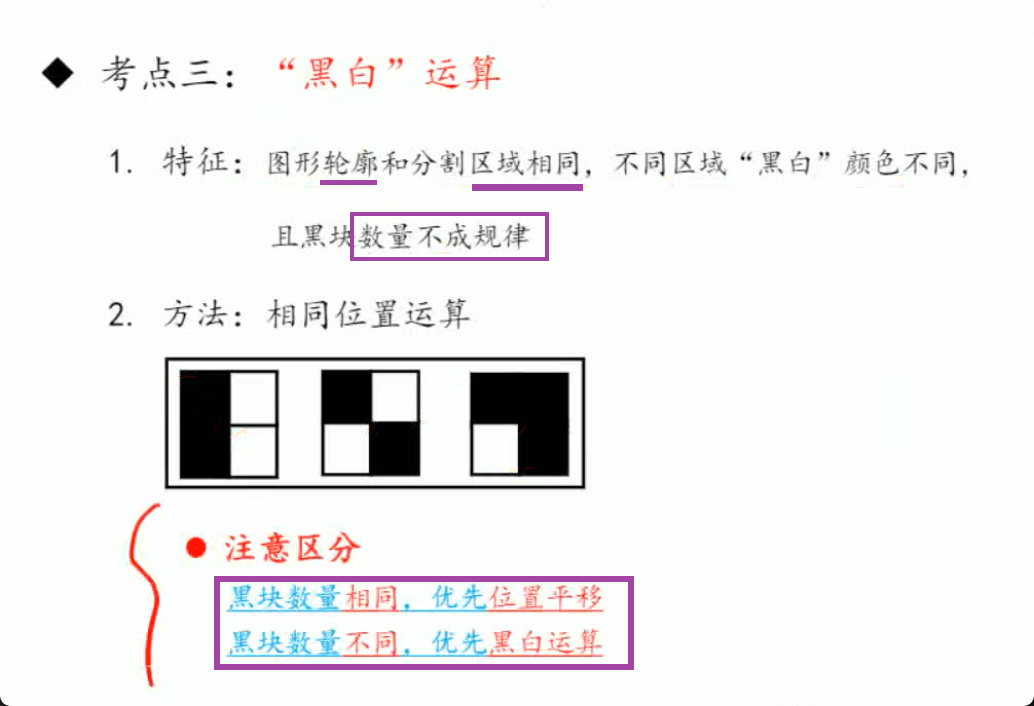 ◆ 考点三：“黑白”运算
1. 特征：图形轮廓和分割区域相同，不同区域“黑白”颜色不同，
且黑块数量不成规律
2. 方法：相同位置运算
● 注意区分
黑块数量相同，优先位置平移
黑块数量不同，优先黑白运算